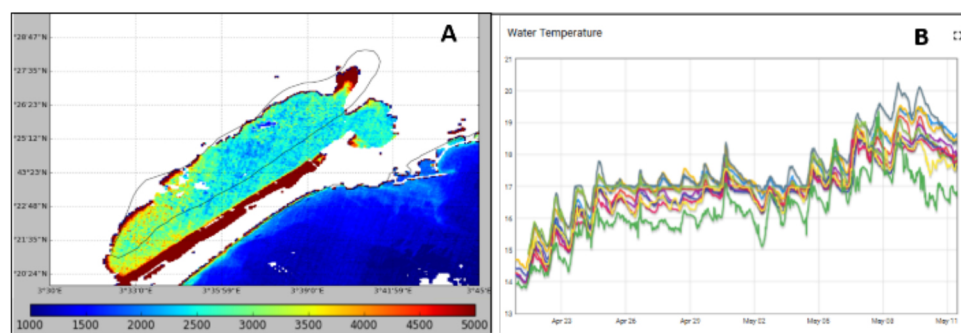 A
°28'47"N
°27'35"N
°26'23"N
°25'12"N
43°23'N
°22'48"N
°21'35"N
°20'24"N
3°30'E 3°33'0"E 3°35'59"E 3°39'0"E 3°41'59"E 3°45'E
1000 1500 2000 2500 3000 3500 4000 4500 5000
Water Temperature B
21
20
19
18
17
16
15
14
13
Apr 23 Apr 26 Apr 29 May 02 May 05 May 08 May 11